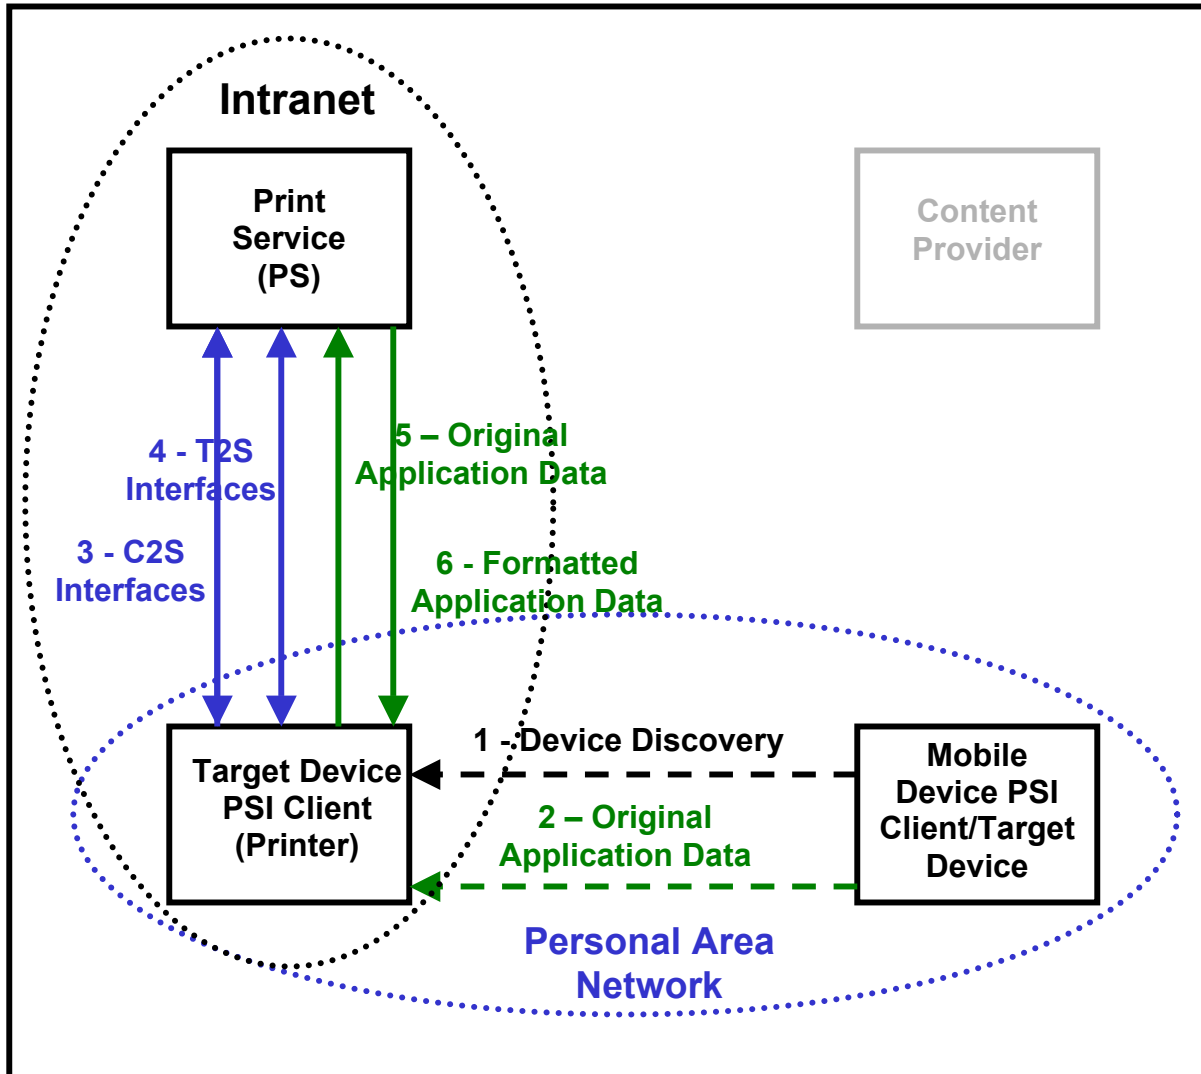 Intranet
Print
Service
(PS)
Content
Provider
4 - T2S
Interfaces
5 – Original
Application Data
3 - C2S
Interfaces
6 - Formatted
Application Data
Target Device
PSI Client
(Printer)
1 - Device Discovery
2 – Original
Application Data
Mobile
Device PSI
Client/Target
Device
Personal Area
Network